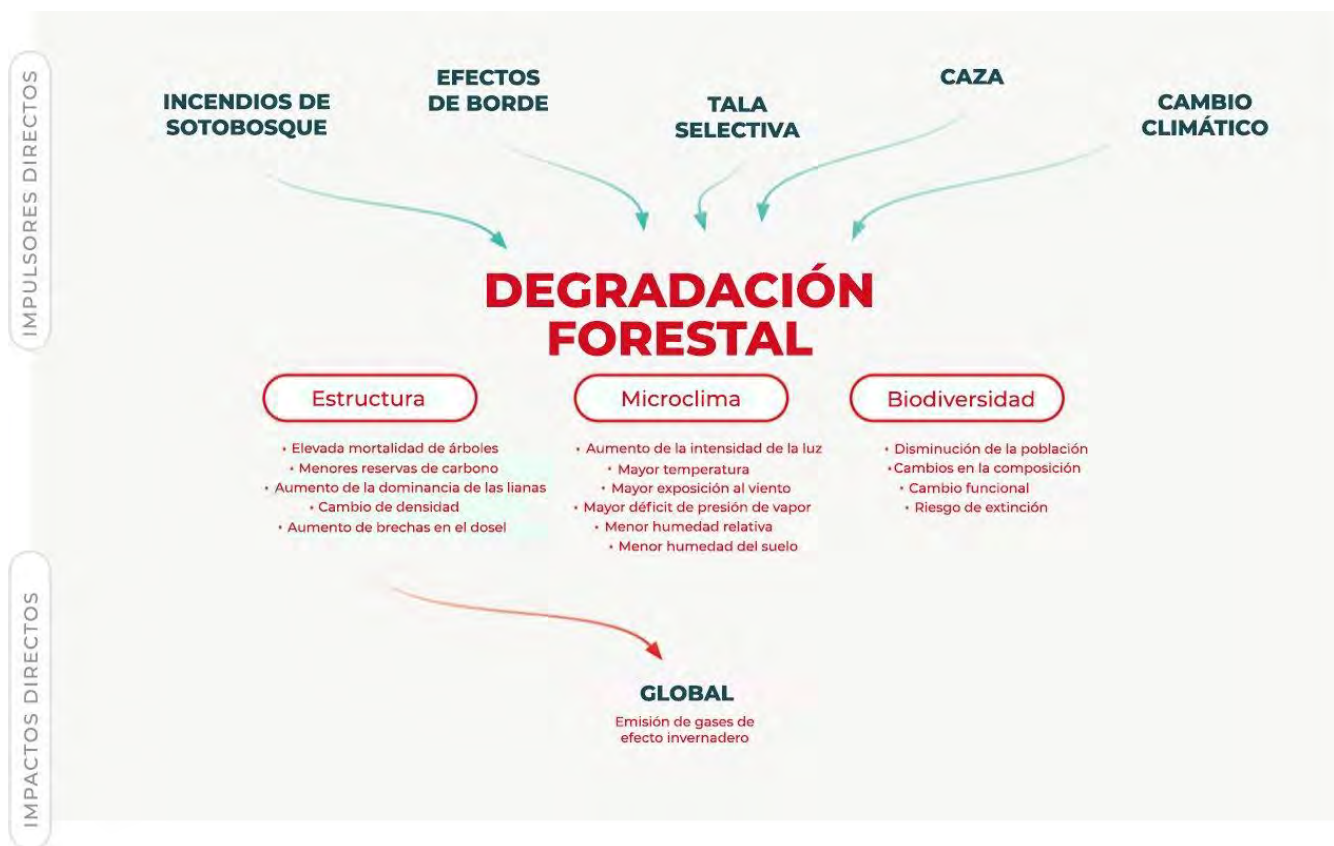 IMPULSORES DIRECTOS
INCENDIOS DE
SOTOBOSQUE
EFECTOS
DE BORDE
TALA
SELECTIVA
CAZA
CAMBIO
CLIMÁTICO
DEGRADACIÓN
FORESTAL
Estructura
• Elevada mortalidad de árboles
• Menores reservas de carbono
• Aumento de la dominancia de las lianas
• Cambio de densidad
• Aumento de brechas en el dosel
Microclima
• Aumento de la intensidad de la luz
• Mayor temperatura
• Mayor exposición al viento
• Mayor déficit de presión de vapor
• Menor humedad relativa
• Menor humedad del suelo
Biodiversidad
• Disminución de la población
• Cambios en la composición
• Cambio funcional
• Riesgo de extinción
IMPACTOS DIRECTOS
GLOBAL
Emisión de gases de
efecto invernadero